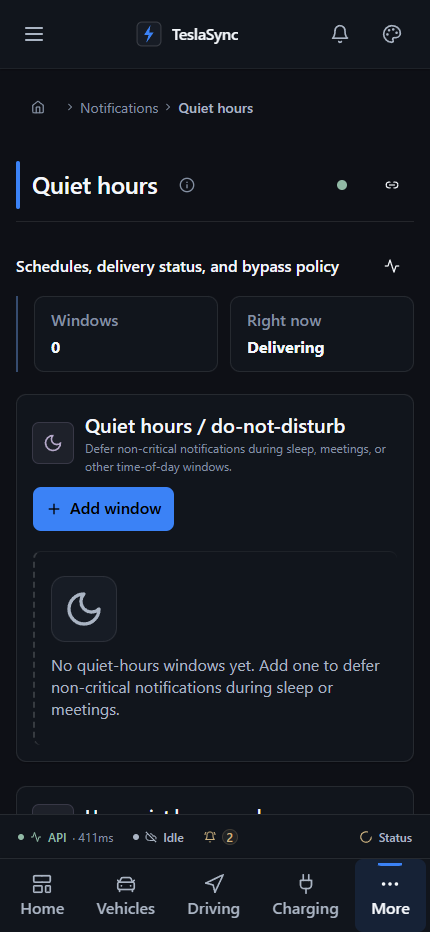 TeslaSync
Notifications
Quiet hours
Quiet hours
Schedules, delivery status, and bypass policy
Windows
0
Right now
Delivering
Quiet hours / do-not-disturb
Defer non-critical notifications during sleep, meetings, or
other time-of-day windows.
+ Add window
No quiet-hours windows yet. Add one to defer
non-critical notifications during sleep or
meetings.
API · 411ms
Idle
2
Status
Home
Vehicles
Driving
Charging
More